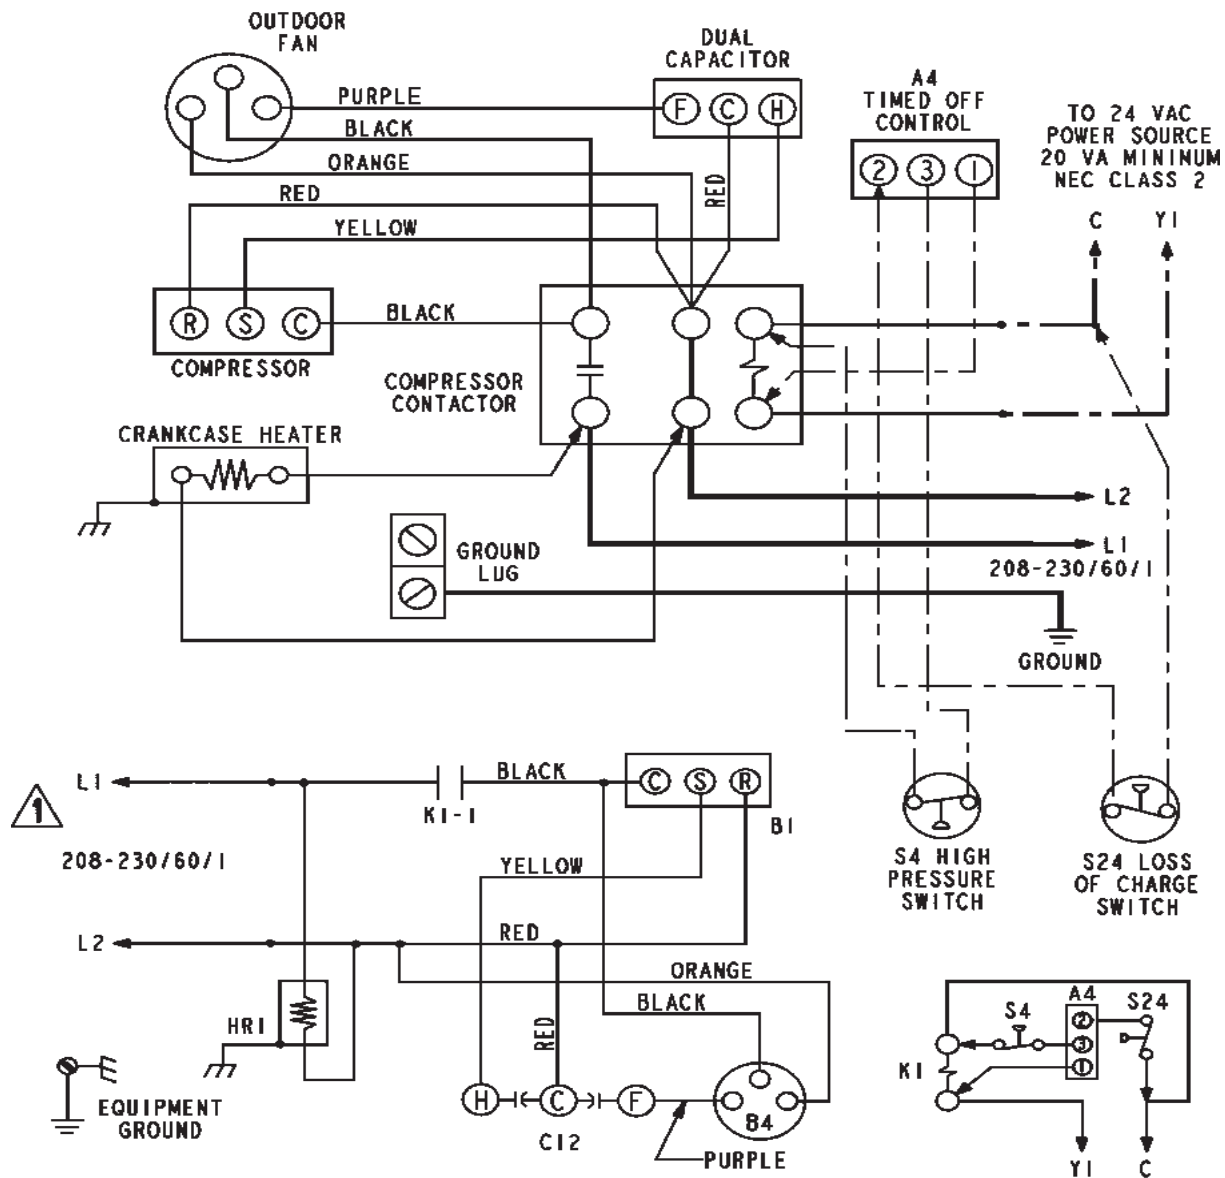 OUTDOOR
FAN
DUAL
CAPACITOR
A4
TIMED OFF
CONTROL
TO 24 VAC
POWER SOURCE
20 VA MININUM
NEC CLASS 2
PURPLE
F C H
BLACK
ORANGE
RED
RED
YELLOW
2 3 1
C Y1
R S C
BLACK
COMPRESSOR
COMPRESSOR
CONTACTOR
CRANKCASE HEATER
L2
L1
208-230/60/1
GROUND
LUG
GROUND
L1
BLACK
C S R
K1-1
B1
1
208-230/60/1
YELLOW
S4 HIGH
PRESSURE
SWITCH
S24 LOSS
OF CHARGE
SWITCH
L2
RED
ORANGE
BLACK
RED
HR1
A4
S4
S24
2
3
1
K1
EQUIPMENT
GROUND
H C F
B4
C12
PURPLE
Y1 C